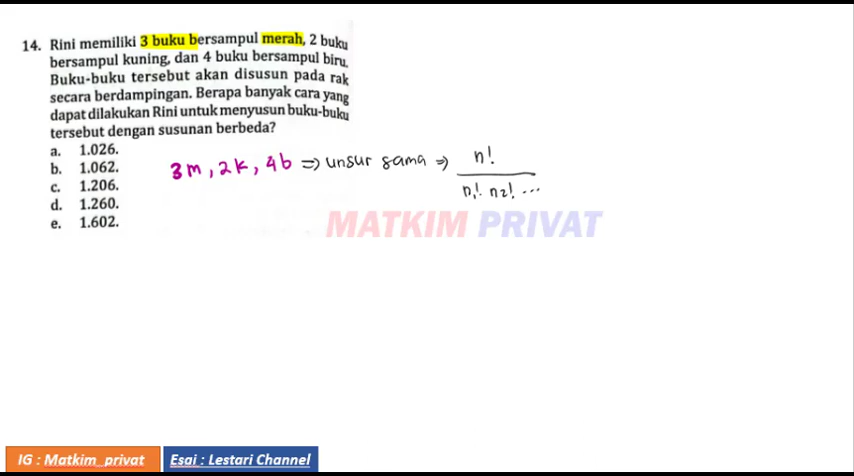 14. Rini memiliki 3 buku bersampul merah, 2 buku
bersampul kuning, dan 4 buku bersampul biru.
Buku-buku tersebut akan disusun pada rak
secara berdampingan. Berapa banyak cara yang
dapat dilakukan Rini untuk menyusun buku-buku
tersebut dengan susunan berbeda?
a. 1.026.
b. 1.062.
c. 1.206.
d. 1.260.
e. 1.602.
3m, 2k, 4b ⇒ unsur sama ⇒ n!
n₁! n₂! ...
MATKIM PRIVAT
IG : Matkim_privat
Esai : Lestari Channel